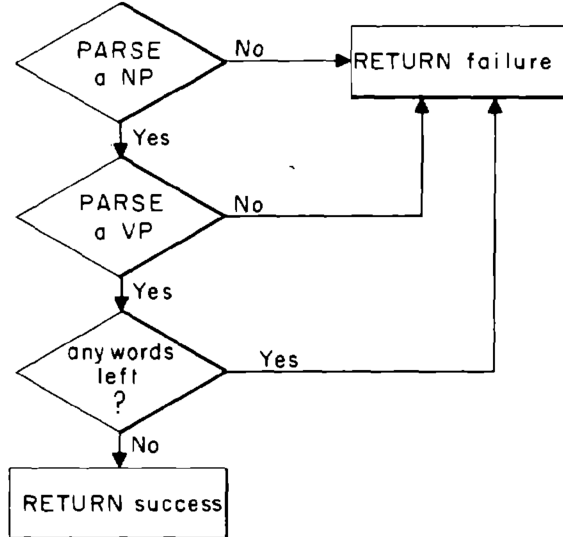 PARSE
a NP
No
RETURN failure
Yes
PARSE
a VP
No
Yes
any words
left
?
Yes
No
RETURN success